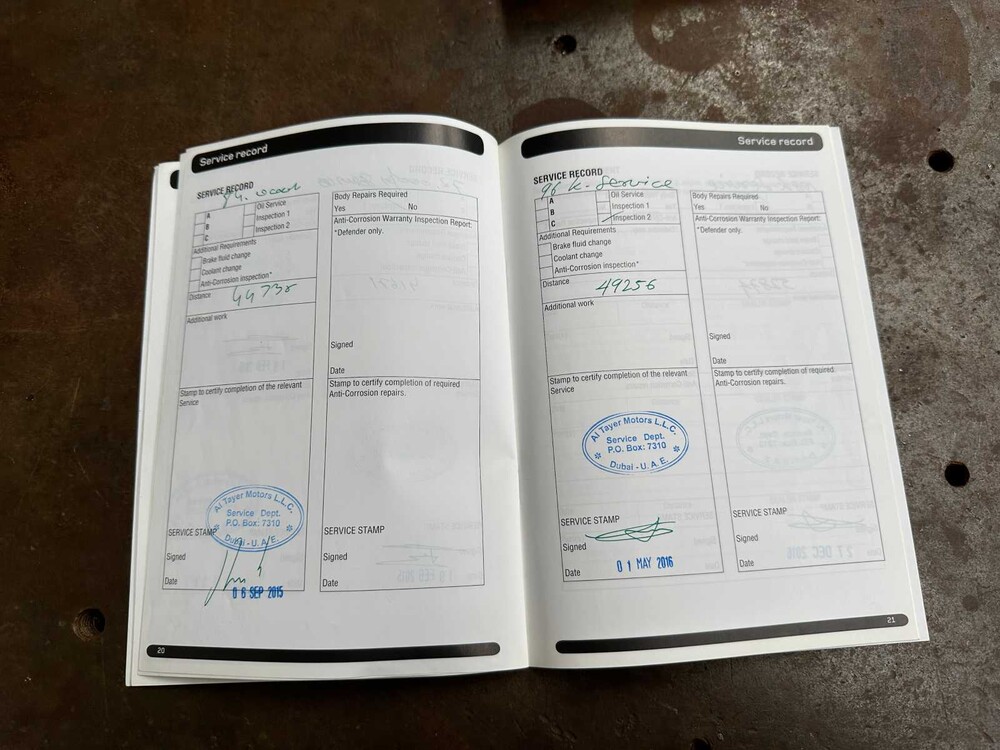 Service record
SERVICE RECORD
A
B
C
Oil Service
Inspection 1
Inspection 2
Additional Requirements
Brake fluid change
Coolant change
Anti-Corrosion inspection*
Distance
44738
Additional work
Stamp to certify completion of the relevant
Service
Al Tayer Motors L.L.C.
Service Dept.
P.O. Box: 7310
Dubai - U.A.E.
SERVICE STAMP
Signed
Date
06 SEP 2015
Body Repairs Required
Yes No
Anti-Corrosion Warranty Inspection Report:
*Defender only.
Signed
Date
Stamp to certify completion of required
Anti-Corrosion repairs.
SERVICE STAMP
Signed
Date
20
Service record
SERVICE RECORD
96 k - Service
A
B
C
Oil Service
Inspection 1
Inspection 2
Additional Requirements
Brake fluid change
Coolant change
Anti-Corrosion inspection*
Distance
49256
Additional work
Stamp to certify completion of the relevant
Service
Al Tayer Motors L.L.C.
Service Dept.
P.O. Box: 7310
Dubai - U.A.E.
SERVICE STAMP
Signed
Date
01 MAY 2016
Body Repairs Required
Yes No
Anti-Corrosion Warranty Inspection Report:
*Defender only.
Signed
Date
Stamp to certify completion of required
Anti-Corrosion repairs.
SERVICE STAMP
Signed
Date
21